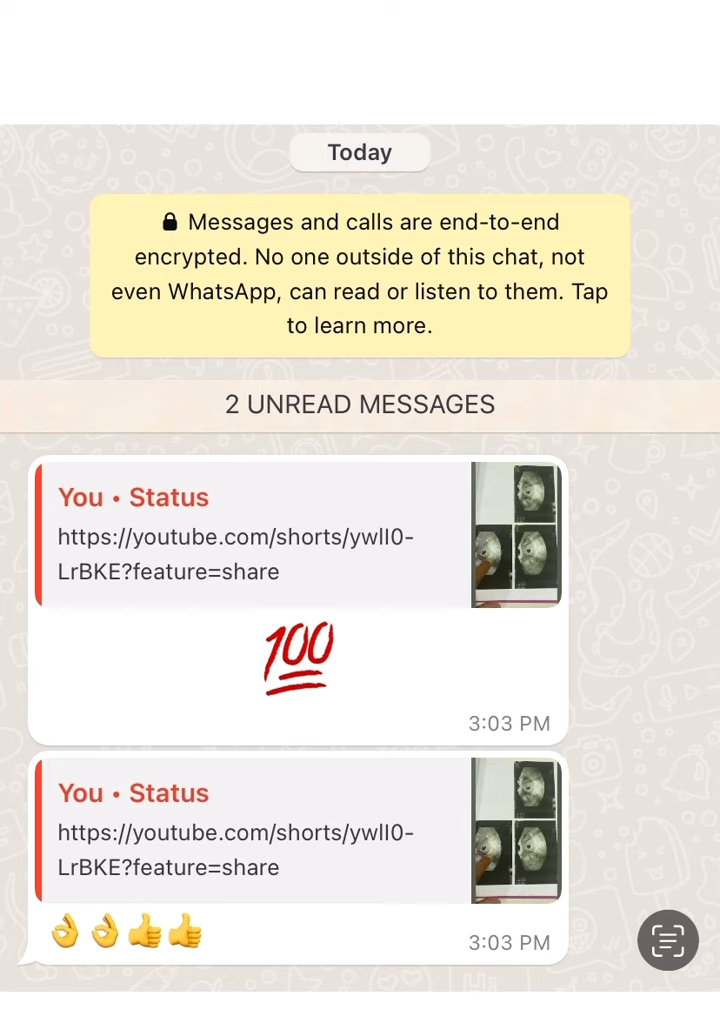 Today
🔒 Messages and calls are end-to-end
encrypted. No one outside of this chat, not
even WhatsApp, can read or listen to them. Tap
to learn more.
2 UNREAD MESSAGES
You • Status
https://youtube.com/shorts/ywll0-
LrBKE?feature=share
💯
3:03 PM
You • Status
https://youtube.com/shorts/ywll0-
LrBKE?feature=share
👌👌👍👍
3:03 PM